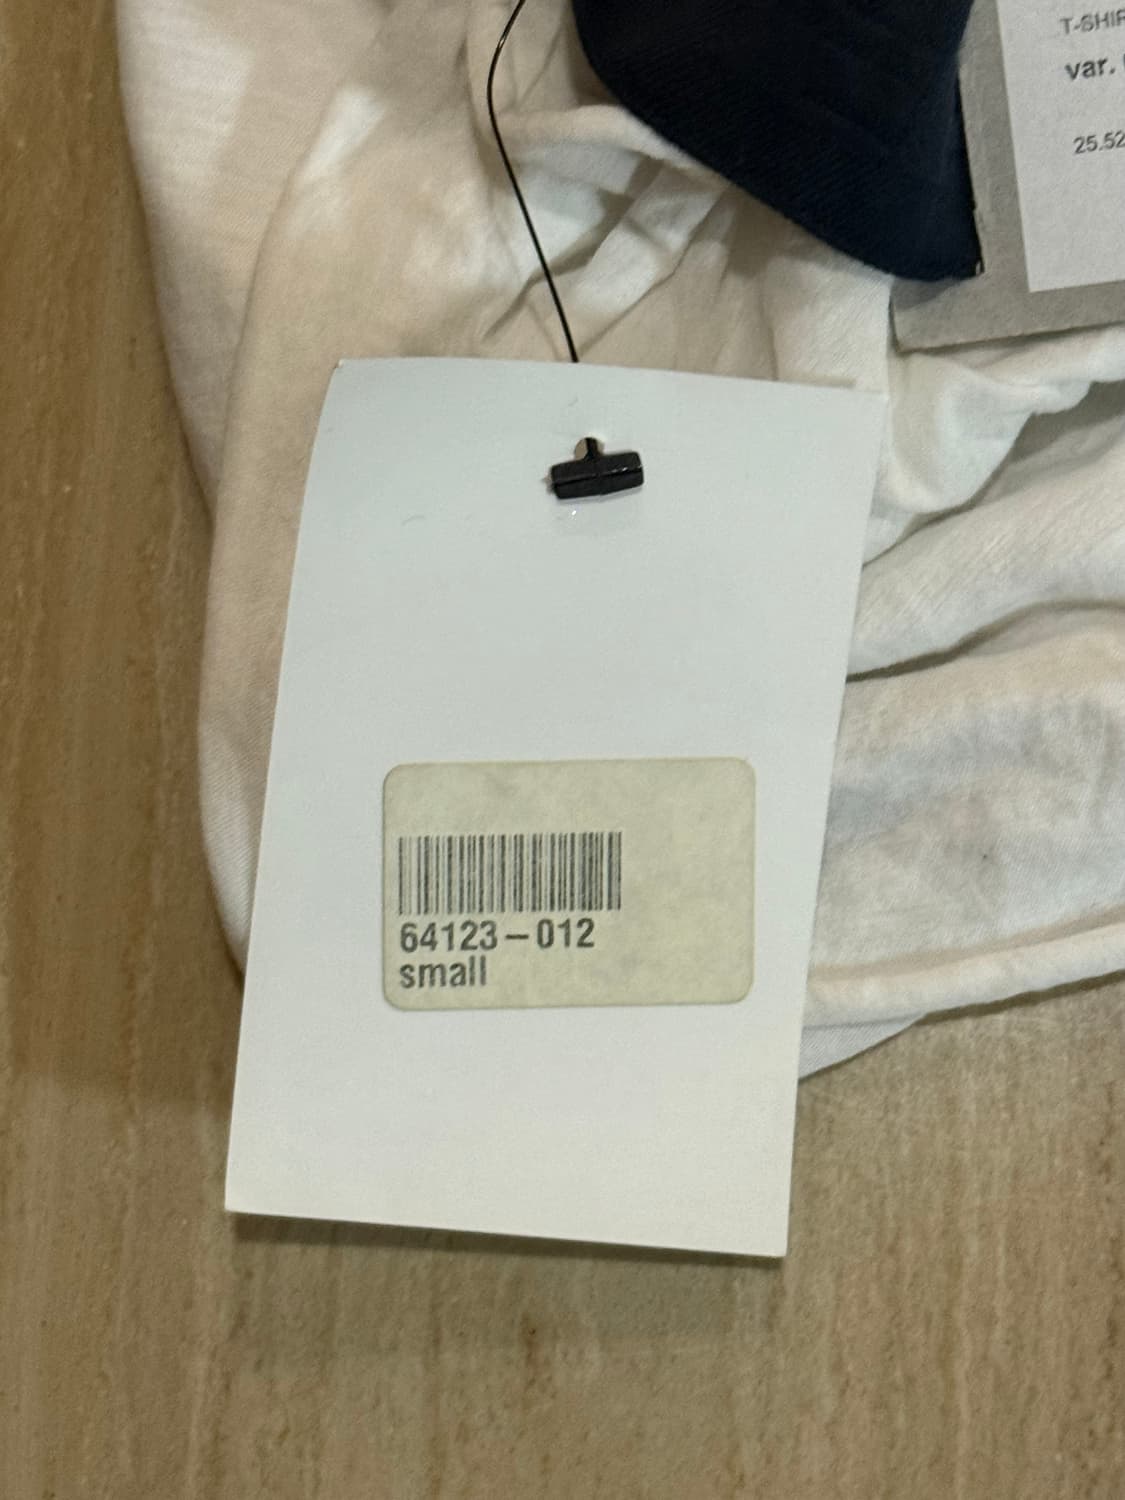 T-SHIR
var.
25.52
64123-012
small